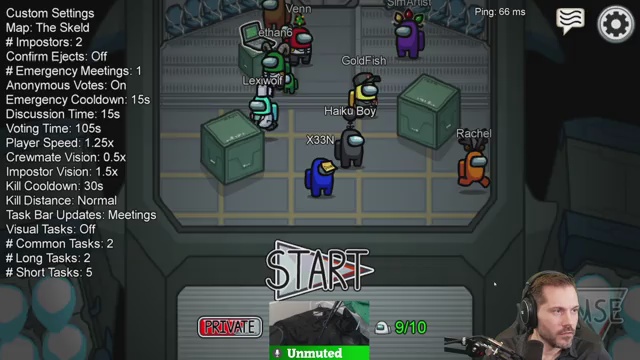 Custom Settings
Map: The Skeld
# Impostors: 2
Confirm Ejects: Off
# Emergency Meetings: 1
Anonymous Votes: On
Emergency Cooldown: 15s
Discussion Time: 15s
Voting Time: 105s
Player Speed: 1.25x
Crewmate Vision: 0.5x
Impostor Vision: 1.5x
Kill Cooldown: 30s
Kill Distance: Normal
Task Bar Updates: Meetings
Visual Tasks: Off
# Common Tasks: 2
# Long Tasks: 2
# Short Tasks: 5
Venn
SimArtist
Ping: 66 ms
ethan6
GoldFish
Lexiwolf
Haiku Boy
X33N
Rachel
START
PRIVATE
9/10
Unmuted